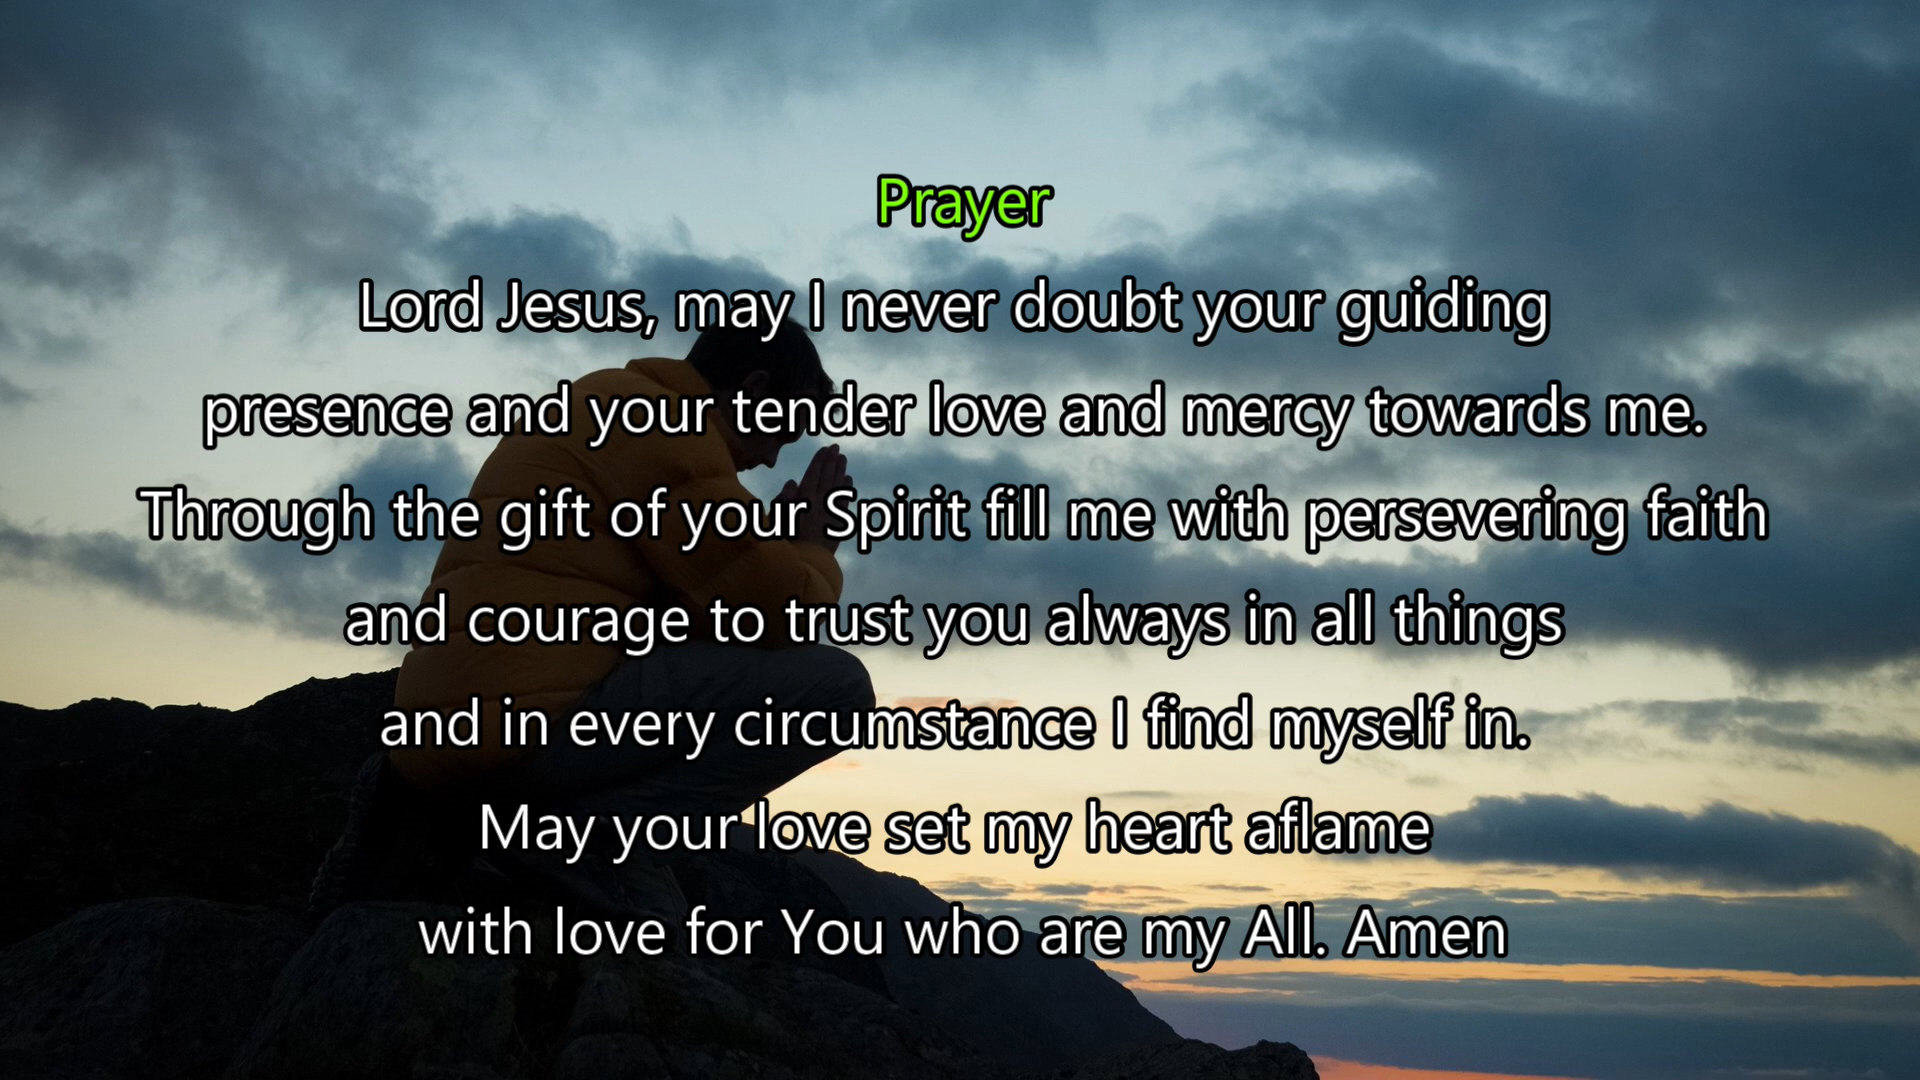 Prayer
Lord Jesus, may I never doubt your guiding
presence and your tender love and mercy towards me.
Through the gift of your Spirit fill me with persevering faith
and courage to trust you always in all things
and in every circumstance I find myself in.
May your love set my heart aflame
with love for You who are my All. Amen